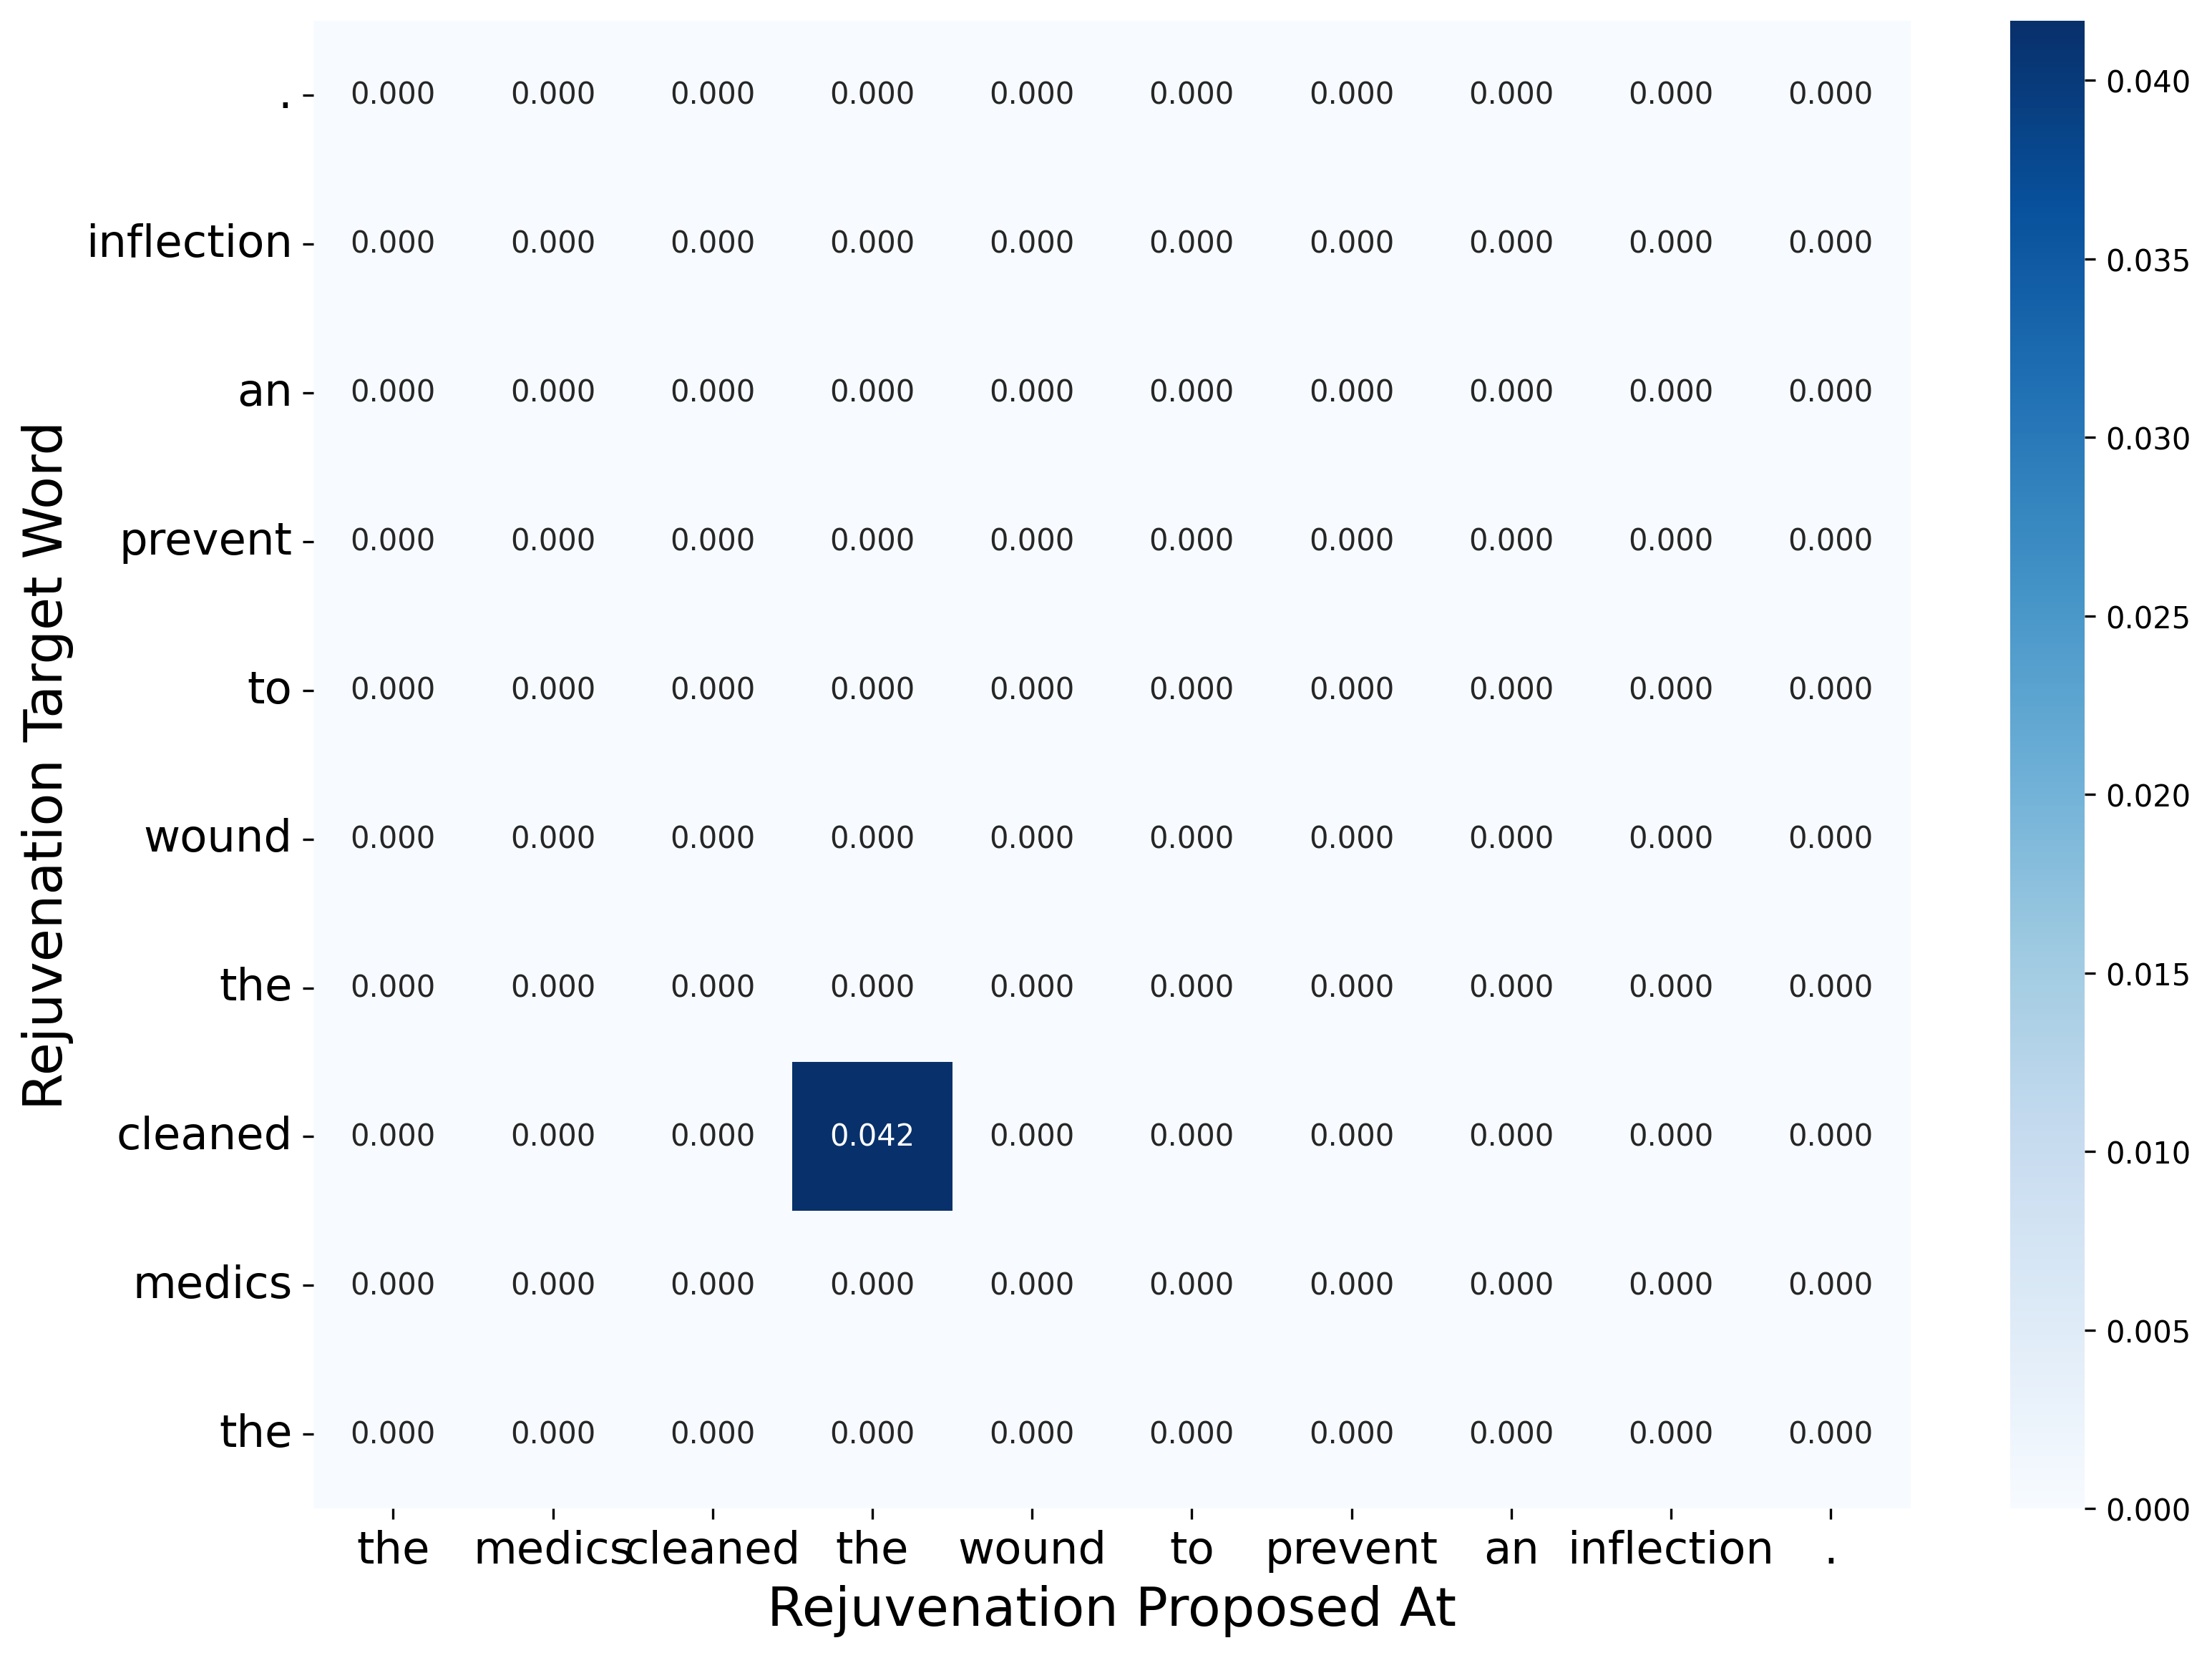 . 0.000 0.000 0.000 0.000 0.000 0.000 0.000 0.000 0.000 0.000
inflection 0.000 0.000 0.000 0.000 0.000 0.000 0.000 0.000 0.000 0.000
an 0.000 0.000 0.000 0.000 0.000 0.000 0.000 0.000 0.000 0.000
prevent 0.000 0.000 0.000 0.000 0.000 0.000 0.000 0.000 0.000 0.000
to 0.000 0.000 0.000 0.000 0.000 0.000 0.000 0.000 0.000 0.000
wound 0.000 0.000 0.000 0.000 0.000 0.000 0.000 0.000 0.000 0.000
the 0.000 0.000 0.000 0.000 0.000 0.000 0.000 0.000 0.000 0.000
cleaned 0.000 0.000 0.000 0.042 0.000 0.000 0.000 0.000 0.000 0.000
medics 0.000 0.000 0.000 0.000 0.000 0.000 0.000 0.000 0.000 0.000
the 0.000 0.000 0.000 0.000 0.000 0.000 0.000 0.000 0.000 0.000
the medics cleaned the wound to prevent an inflection .
Rejuvenation Proposed At
Rejuvenation Target Word
0.040
0.035
0.030
0.025
0.020
0.015
0.010
0.005
0.000